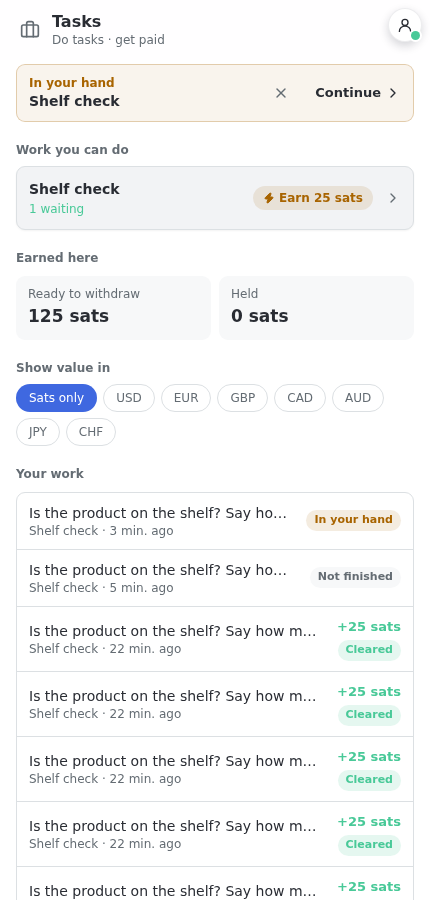 Tasks
Do tasks · get paid
In your hand
Shelf check
Continue
Work you can do
Shelf check
1 waiting
Earn 25 sats
Earned here
Ready to withdraw
125 sats
Held
0 sats
Show value in
Sats only
USD
EUR
GBP
CAD
AUD
JPY
CHF
Your work
Is the product on the shelf? Say ho…
Shelf check · 3 min. ago
In your hand
Is the product on the shelf? Say ho…
Shelf check · 5 min. ago
Not finished
Is the product on the shelf? Say how m…
Shelf check · 22 min. ago
+25 sats
Cleared
Is the product on the shelf? Say how m…
Shelf check · 22 min. ago
+25 sats
Cleared
Is the product on the shelf? Say how m…
Shelf check · 22 min. ago
+25 sats
Cleared
Is the product on the shelf? Say how m…
Shelf check · 22 min. ago
+25 sats
Cleared
Is the product on the shelf? Say how m…
+25 sats